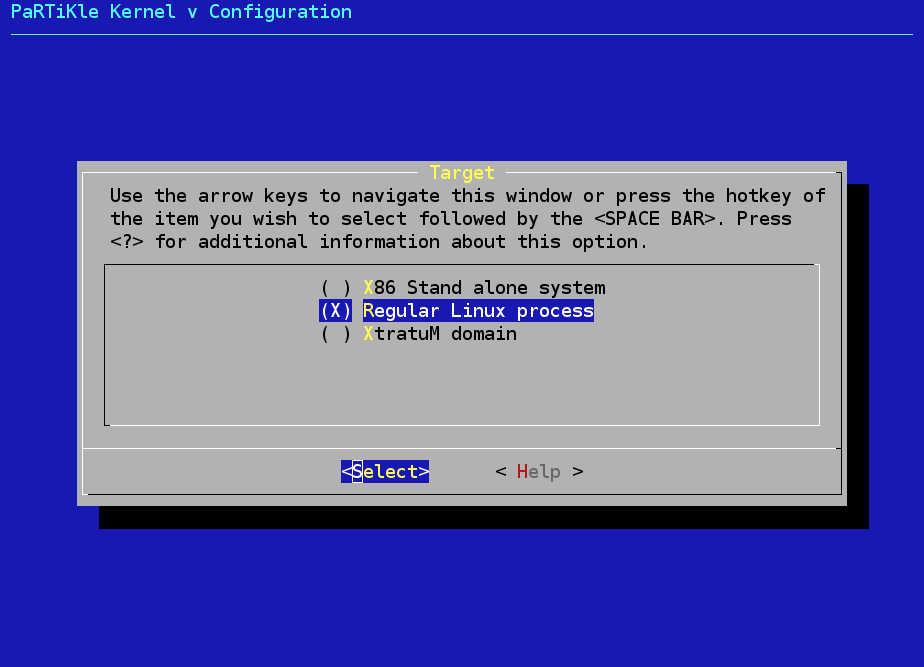 PaRTiKle Kernel v Configuration
Target
Use the arrow keys to navigate this window or press the hotkey of
the item you wish to select followed by the <SPACE BAR>. Press
<?> for additional information about this option.
( ) X86 Stand alone system
(X) Regular Linux process
( ) XtratuM domain
<Select> < Help >